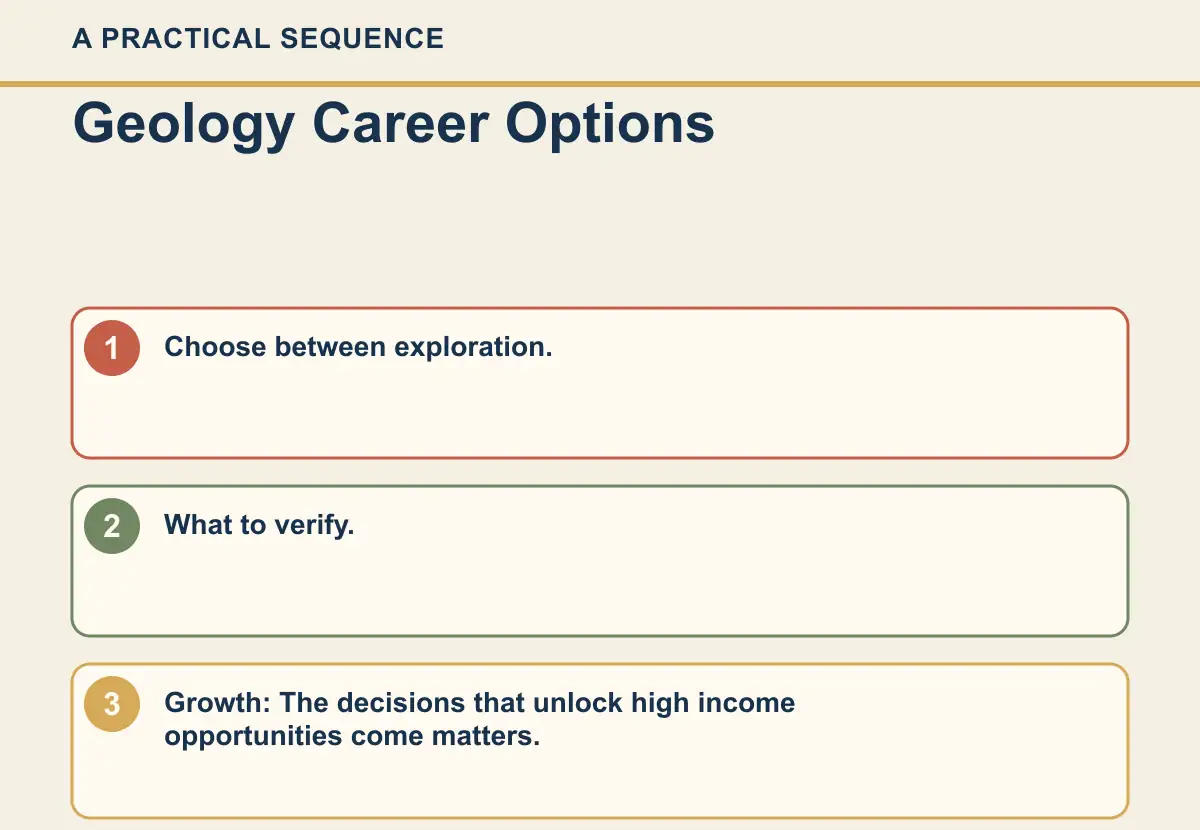 A PRACTICAL SEQUENCE
Geology Career Options
1
Choose between exploration.
2
What to verify.
3
Growth: The decisions that unlock high income
opportunities come matters.